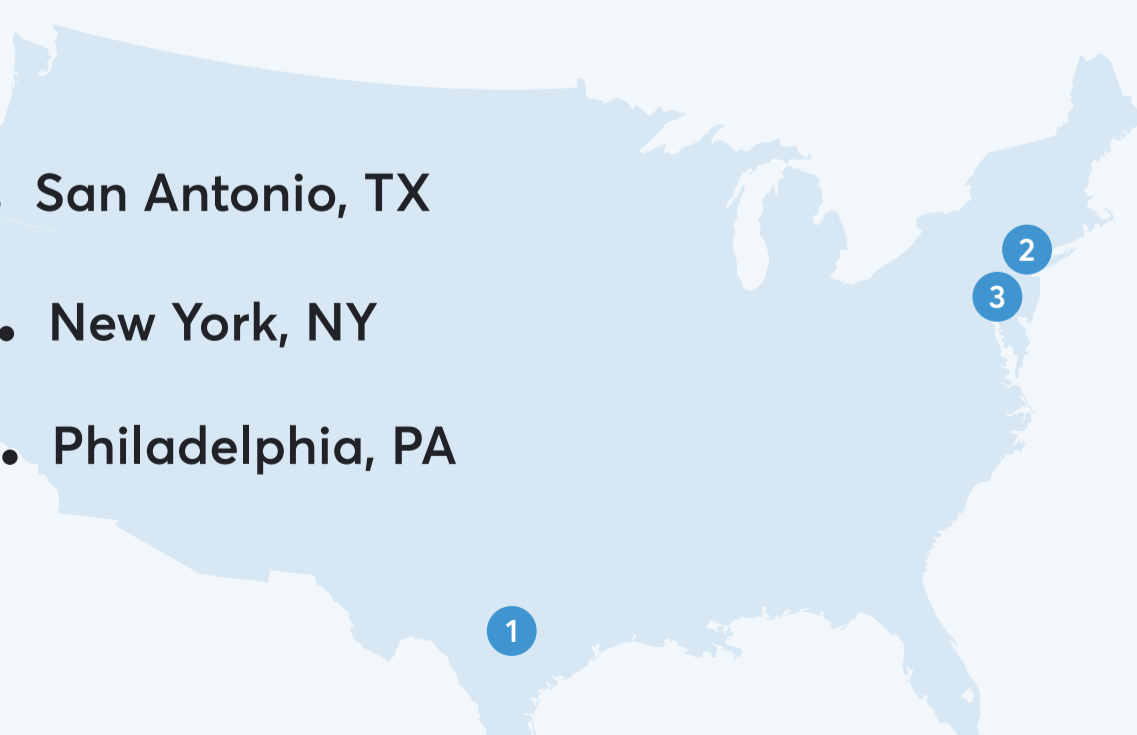 San Antonio, TX
2
3
. New York, NY
. Philadelphia, PA
1